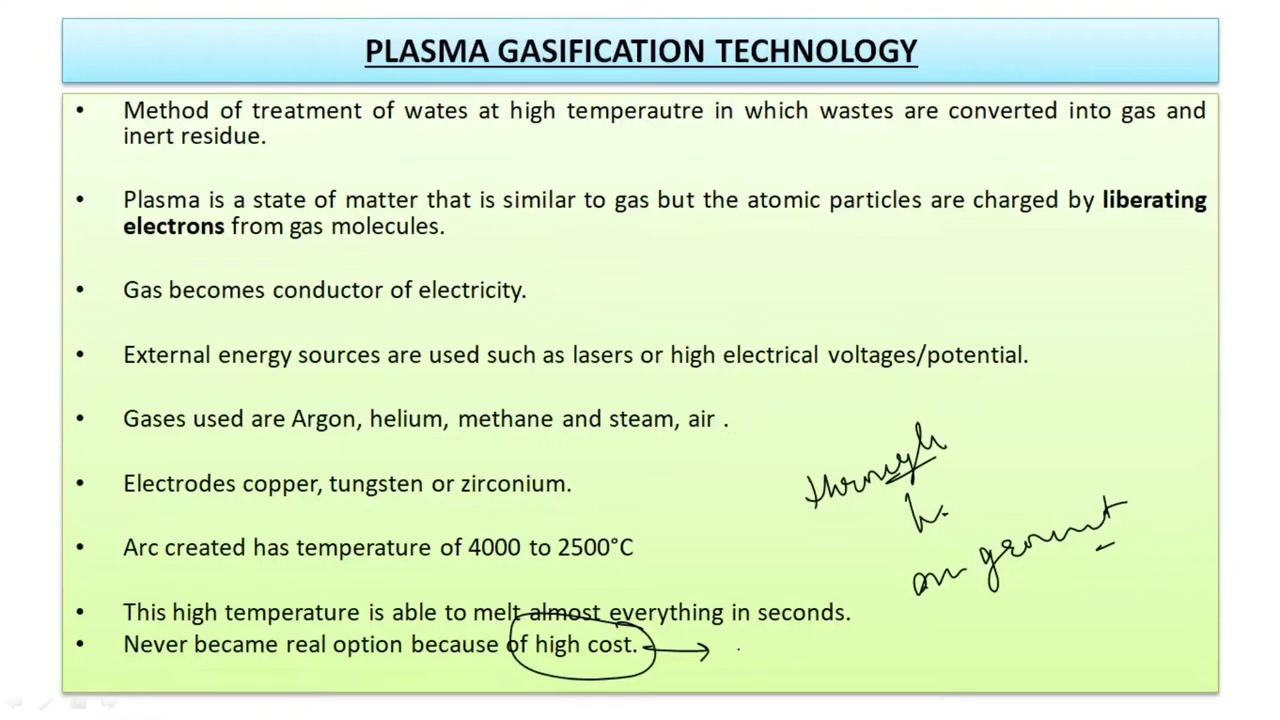 PLASMA GASIFICATION TECHNOLOGY
• Method of treatment of wates at high temperautre in which wastes are converted into gas and
inert residue.
• Plasma is a state of matter that is similar to gas but the atomic particles are charged by liberating
electrons from gas molecules.
• Gas becomes conductor of electricity.
• External energy sources are used such as lasers or high electrical voltages/potential.
• Gases used are Argon, helium, methane and steam, air .
• Electrodes copper, tungsten or zirconium.
through
• Arc created has temperature of 4000 to 2500°C
• This high temperature is able to melt almost everything in seconds.
• Never became real option because of high cost.